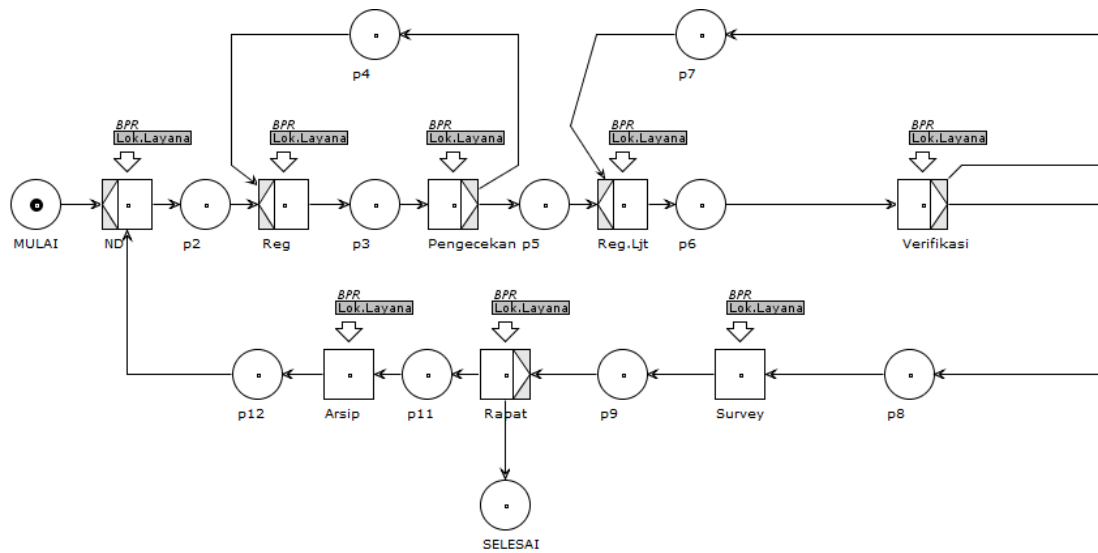 p4
p7
BPR
Lok.Layana
BPR
Lok.Layana
BPR
Lok.Layana
BPR
Lok.Layana
BPR
Lok.Layana
MULAI
ND
p2
Reg
p3
Pengecekan
p5
Reg.Ljt
p6
Verifikasi
BPR
Lok.Layana
BPR
Lok.Layana
BPR
Lok.Layana
p12
Arsip
p11
Rapat
p9
Survey
p8
SELESAI